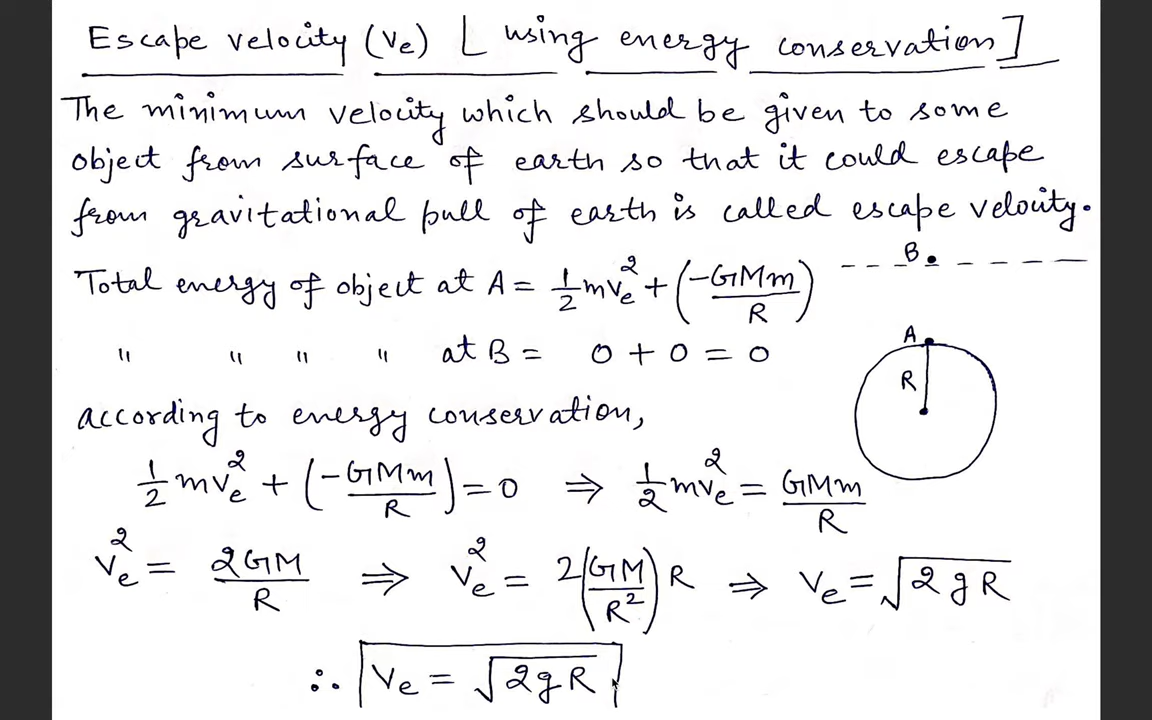 Escape velocity (Ve) [ using energy conservation ]
The minimum velocity which should be given to some
object from surface of earth so that it could escape
from gravitational pull of earth is called escape velocity.
B
Total energy of object at A = 1/2 mve² + (-GMm/R)
" " " " at B = 0 + 0 = 0
A
R
according to energy conservation,
1/2 mve² + (-GMm/R) = 0 ⇒ 1/2 mve² = GMm/R
Ve² = 2GM/R ⇒ Ve² = 2(GM/R²)R ⇒ Ve = √2gR
∴ Ve = √2gR